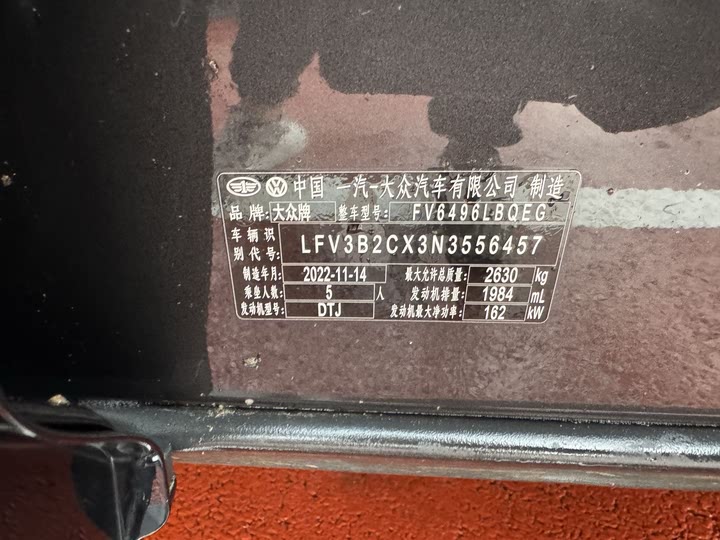 中国 一汽-大众汽车有限公司 制造
品 牌: 大众牌 整车型号: FV6496LBQEG
车辆识别代号: LFV3B2CX3N3556457
制造年月: 2022-11-14 最大允许总质量: 2630 kg
乘坐人数: 5 人 发动机排量: 1984 mL
发动机型号: DTJ 发动机最大净功率: 162 kW